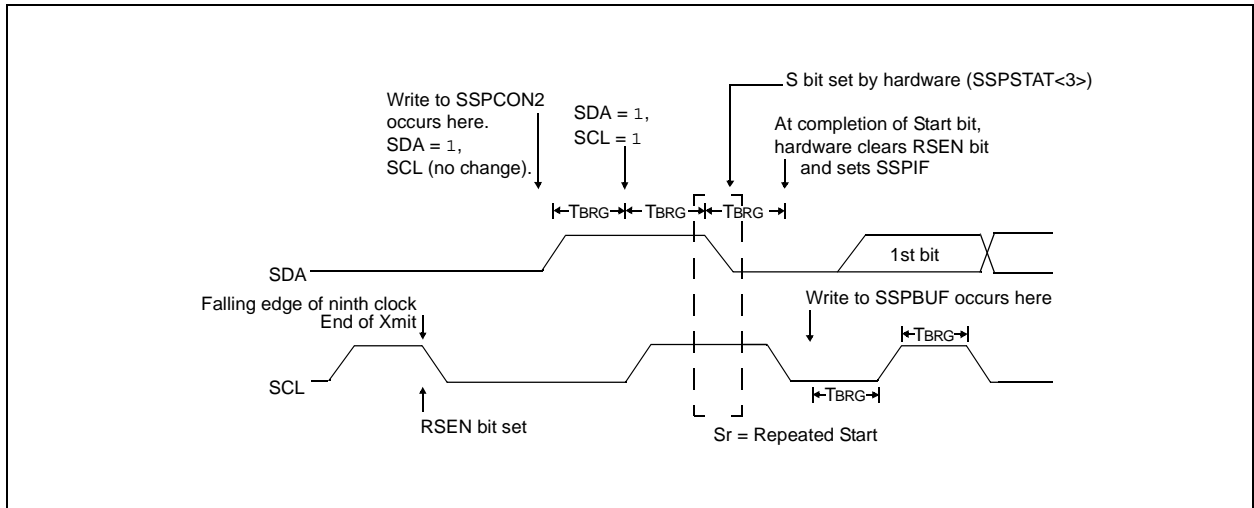 S bit set by hardware (SSPSTAT<3>)
Write to SSPCON2
occurs here.
SDA = 1,
SCL (no change).
SDA = 1,
SCL = 1
At completion of Start bit,
hardware clears RSEN bit
and sets SSPIF
TBRG
TBRG
TBRG
SDA
1st bit
Falling edge of ninth clock
End of Xmit
Write to SSPBUF occurs here
TBRG
SCL
TBRG
RSEN bit set
Sr = Repeated Start